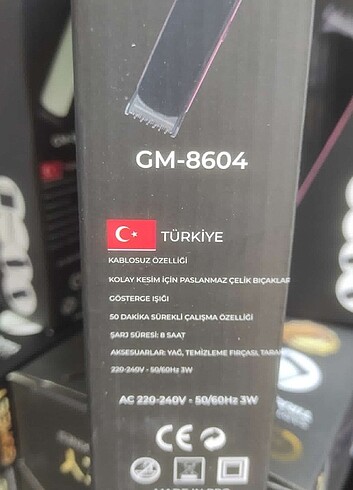 GM-8604
TÜRKİYE
KABLOSUZ ÖZELLİĞİ
KOLAY KESİM İÇİN PASLANMAZ ÇELİK BIÇAKLAR
GÖSTERGE IŞIĞI
50 DAKİKA SÜREKLİ ÇALIŞMA ÖZELLİĞİ
ŞARJ SÜRESİ: 8 SAAT
AKSESUARLAR: YAĞ, TEMİZLEME FIRÇASI, TARAK
220-240V - 50/60Hz 3W
AC 220-240V - 50/60Hz 3W
CE
GM-